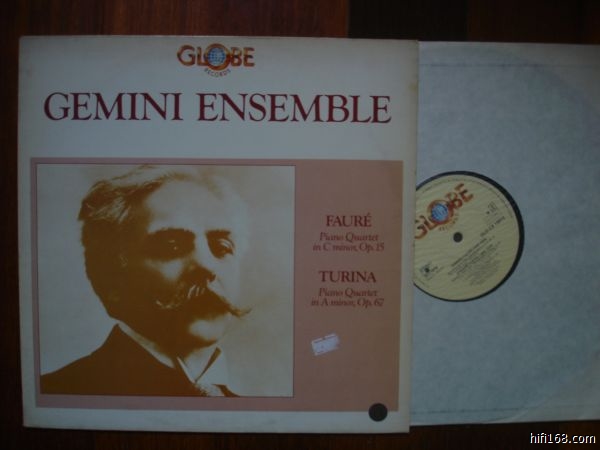 GLOBE
RECORDS
GEMINI ENSEMBLE
FAURÉ
Piano Quartet
in C minor, Op. 15
TURINA
Piano Quartet
in A minor, Op. 67
GLOBE
hifi168.com